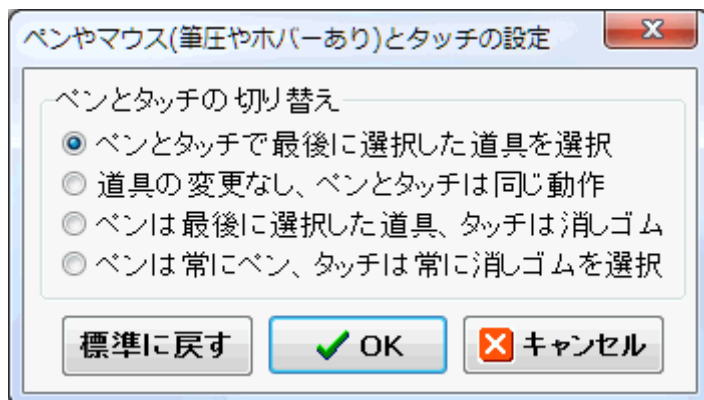 ペンやマウス(筆圧やホバーあり)とタッチの設定
ペンとタッチの切り替え
ペンとタッチで最後に選択した道具を選択
道具の変更なし、ペンとタッチは同じ動作
ペンは最後に選択した道具、タッチは消しゴム
ペンは常にペン、タッチは常に消しゴムを選択
標準に戻す
OK
キャンセル